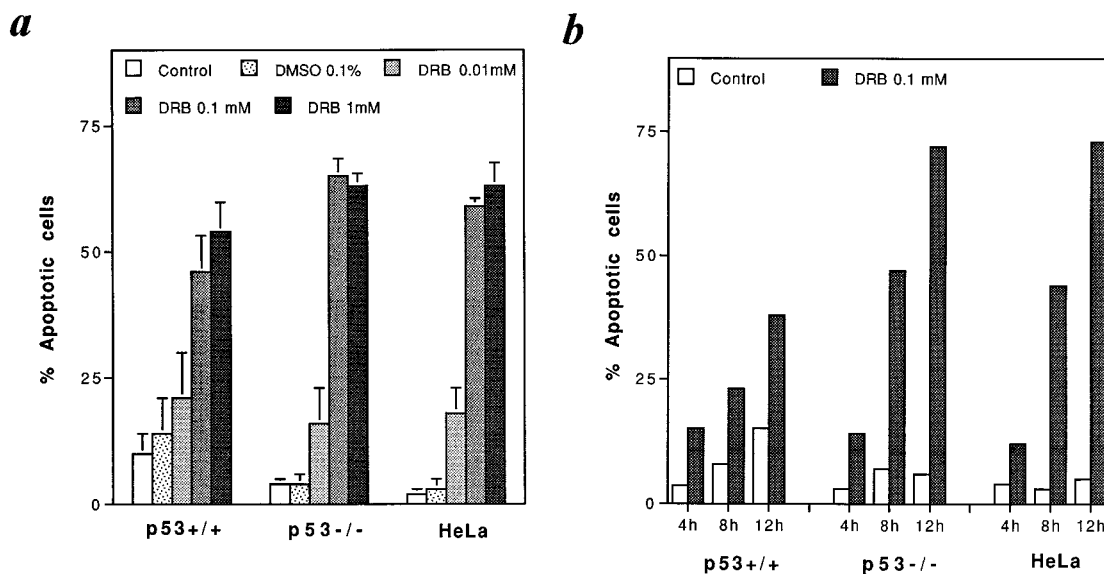 a
Control
DMSO 0.1%
DRB 0.01mM
DRB 0.1 mM
DRB 1mM
% Apoptotic cells
75
50
25
0
p53+/+
p53-/-
HeLa
b
Control
DRB 0.1 mM
% Apoptotic cells
75
50
25
0
4h 8h 12h
4h 8h 12h
4h 8h 12h
p53+/+
p53-/-
HeLa